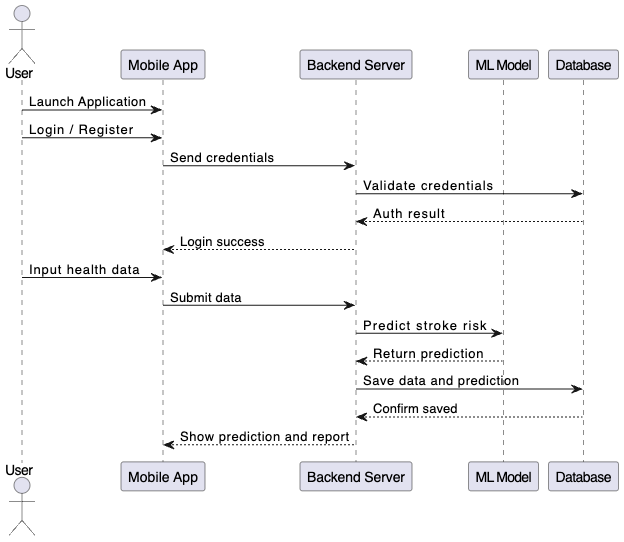 User
Mobile App
Backend Server
ML Model
Database
Launch Application
Login / Register
Send credentials
Validate credentials
Auth result
Login success
Input health data
Submit data
Predict stroke risk
Return prediction
Save data and prediction
Confirm saved
Show prediction and report
User
Mobile App
Backend Server
ML Model
Database